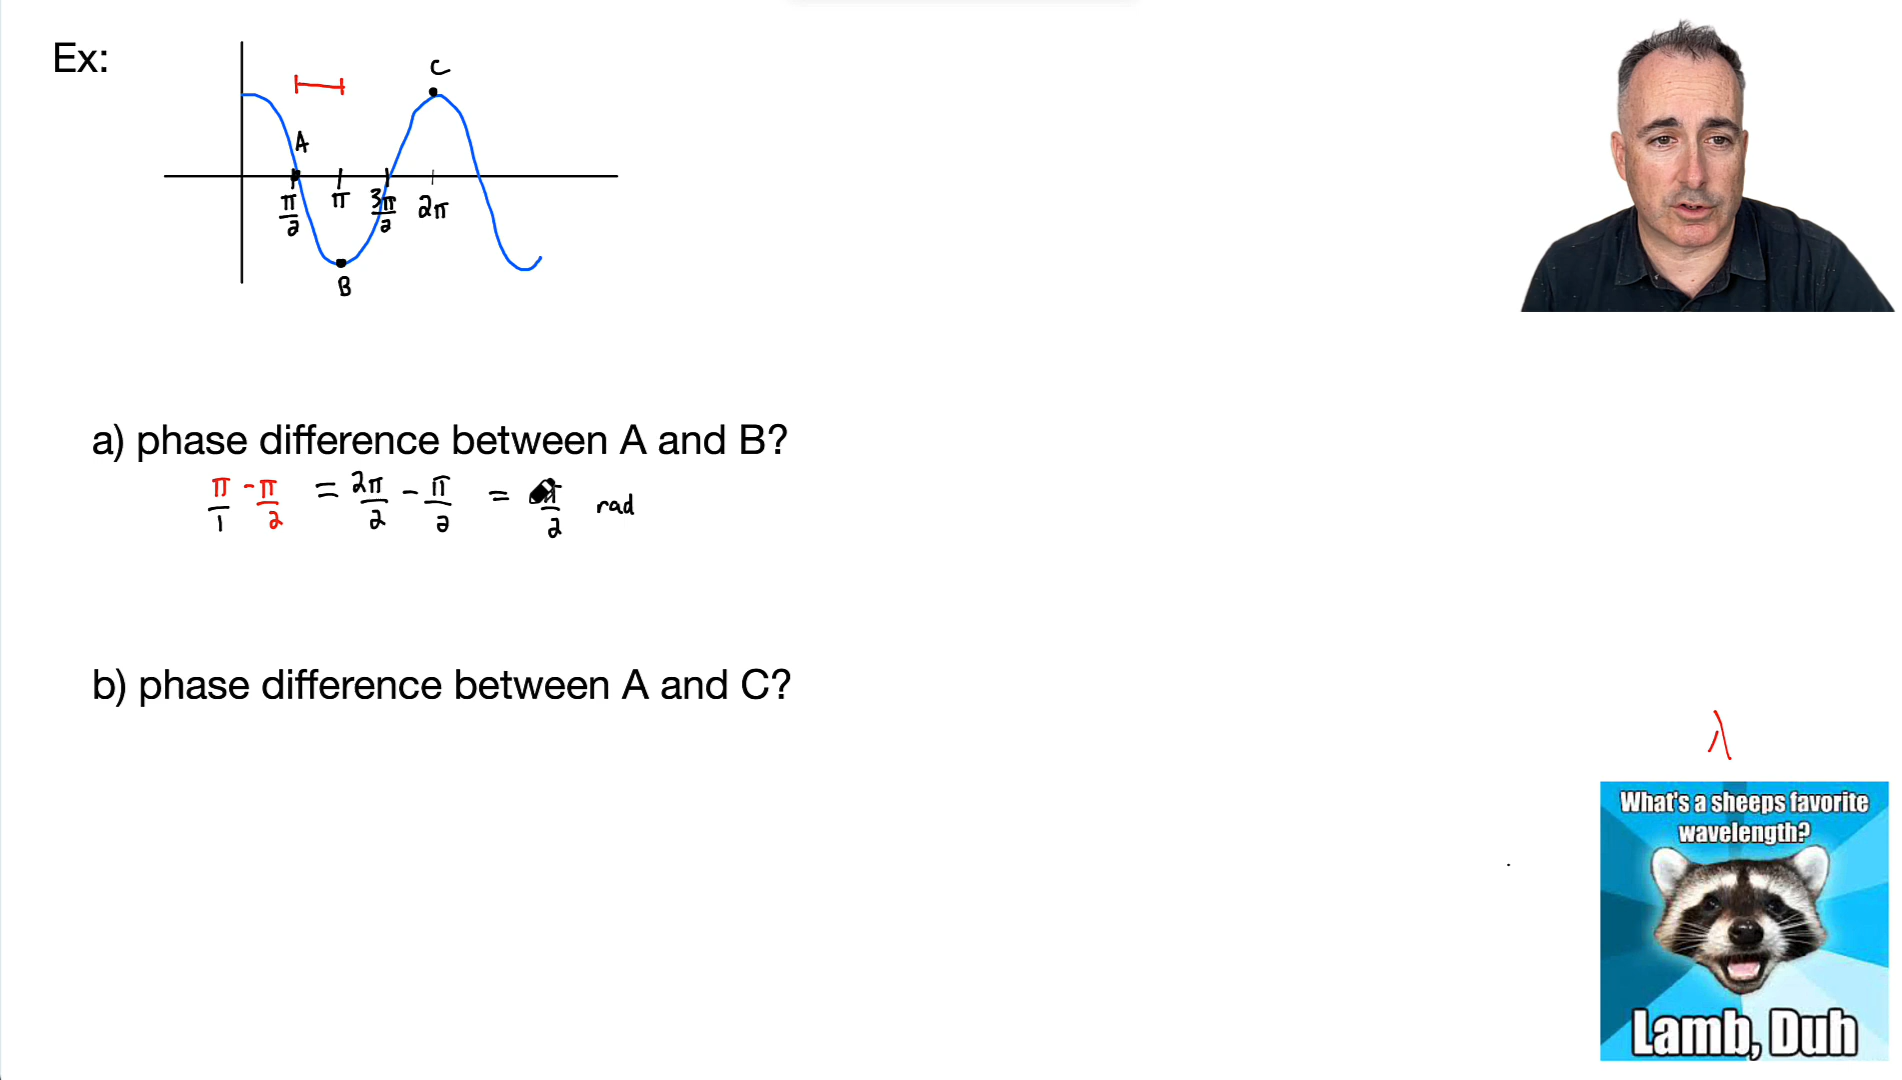 Ex:
C
A
π/2 π 3π/2 2π
B
a) phase difference between A and B?
π/1 - π/2 = 2π/2 - π/2 = π/2 rad
b) phase difference between A and C?
λ
What's a sheeps favorite
wavelength?
Lamb, Duh